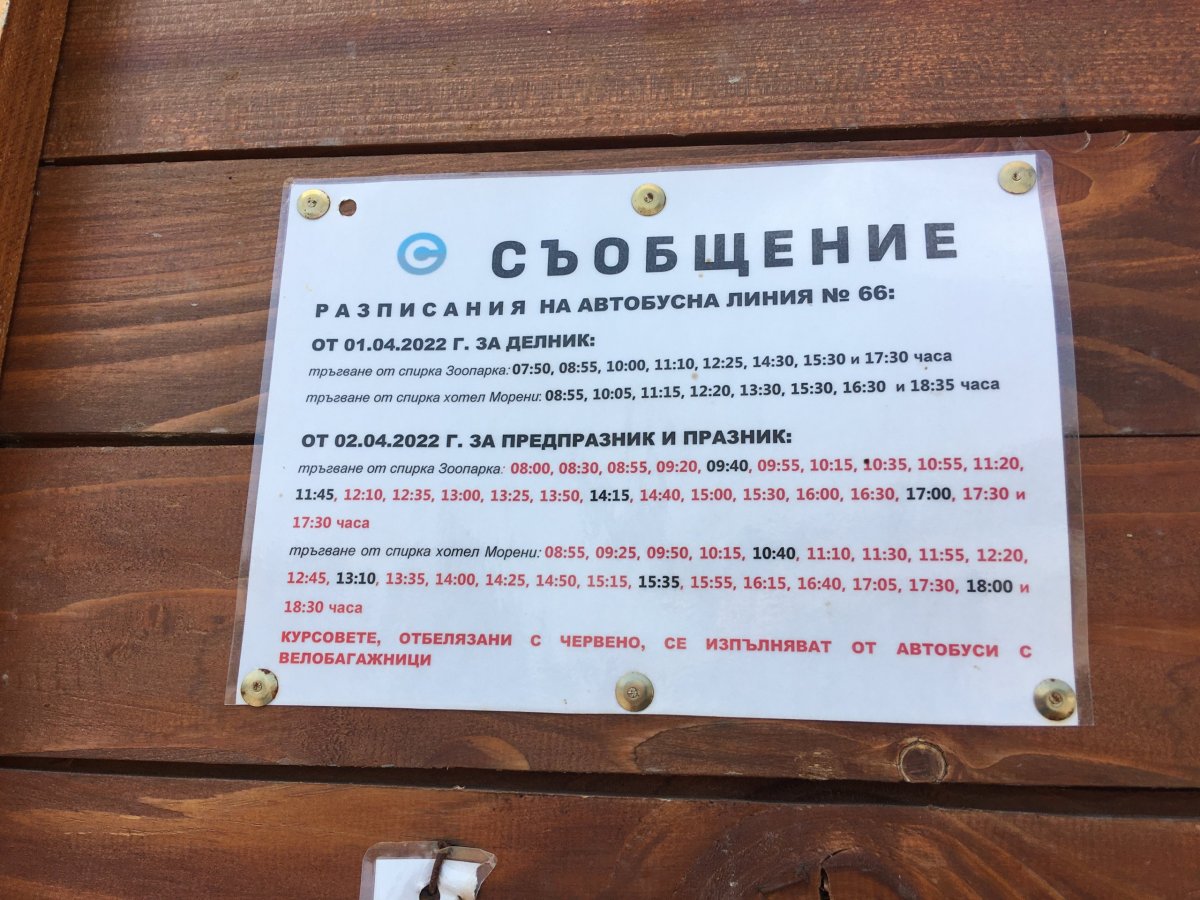 СЪОБЩЕНИЕ
РАЗПИСАНИЯ НА АВТОБУСНА ЛИНИЯ № 66:
ОТ 01.04.2022 Г. ЗА ДЕЛНИК:
тръгване от спирка Зоопарка: 07:50, 08:55, 10:00, 11:10, 12:25, 14:30, 15:30 и 17:30 часа
тръгване от спирка хотел Морени: 08:55, 10:05, 11:15, 12:20, 13:30, 15:30, 16:30 и 18:35 часа
ОТ 02.04.2022 Г. ЗА ПРЕДПРАЗНИК И ПРАЗНИК:
тръгване от спирка Зоопарка: 08:00, 08:30, 08:55, 09:20, 09:40, 09:55, 10:15, 10:35, 10:55, 11:20,
11:45, 12:10, 12:35, 13:00, 13:25, 13:50, 14:15, 14:40, 15:00, 15:30, 16:00, 16:30, 17:00, 17:30 и
17:30 часа
тръгване от спирка хотел Морени: 08:55, 09:25, 09:50, 10:15, 10:40, 11:10, 11:30, 11:55, 12:20,
12:45, 13:10, 13:35, 14:00, 14:25, 14:50, 15:15, 15:35, 15:55, 16:15, 16:40, 17:05, 17:30, 18:00 и
18:30 часа
КУРСОВЕТЕ, ОТБЕЛЯЗАНИ С ЧЕРВЕНО, СЕ ИЗПЪЛНЯВАТ ОТ АВТОБУСИ С
ВЕЛОБАГАЖНИЦИ